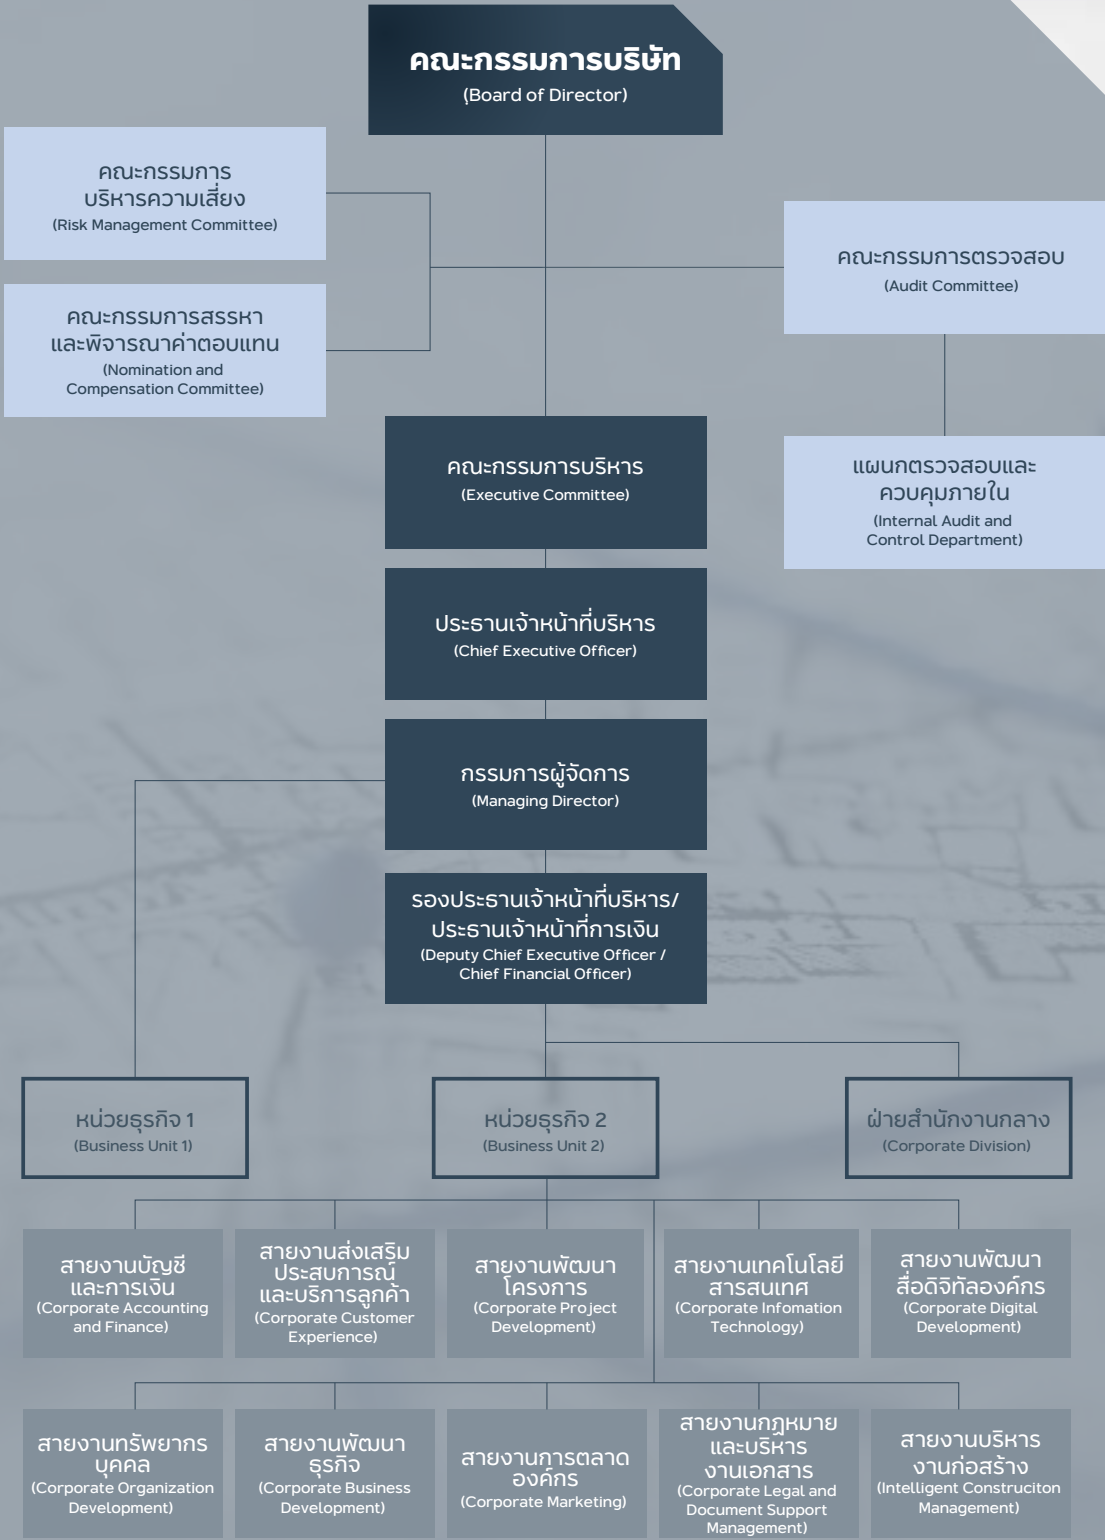 คณะกรรมการบริษัท
(Board of Director)
คณะกรรมการ
บริหารความเสี่ยง
(Risk Management Committee)
คณะกรรมการตรวจสอบ
(Audit Committee)
คณะกรรมการสรรหา
และพิจารณาค่าตอบแทน
(Nomination and
Compensation Committee)
คณะกรรมการบริหาร
(Executive Committee)
แผนกตรวจสอบและ
ควบคุมภายใน
(Internal Audit and
Control Department)
ประธานเจ้าหน้าที่บริหาร
(Chief Executive Officer)
กรรมการผู้จัดการ
(Managing Director)
รองประธานเจ้าหน้าที่บริหาร/
ประธานเจ้าหน้าที่การเงิน
(Deputy Chief Executive Officer /
Chief Financial Officer)
หน่วยธุรกิจ 1
(Business Unit 1)
หน่วยธุรกิจ 2
(Business Unit 2)
ฝ่ายสำนักงานกลาง
(Corporate Division)
สายงานบัญชี
และการเงิน
(Corporate Accounting
and Finance)
สายงานส่งเสริม
ประสบการณ์
และบริการลูกค้า
(Corporate Customer
Experience)
สายงานพัฒนา
โครงการ
(Corporate Project
Development)
สายงานเทคโนโลยี
สารสนเทศ
(Corporate Infomation
Technology)
สายงานพัฒนา
สื่อดิจิทัลองค์กร
(Corporate Digital
Development)
สายงานทรัพยากร
บุคคล
(Corporate Organization
Development)
สายงานพัฒนา
ธุรกิจ
(Corporate Business
Development)
สายงานการตลาด
องค์กร
(Corporate Marketing)
สายงานกฎหมาย
และบริหาร
งานเอกสาร
(Corporate Legal and
Document Support
Management)
สายงานบริหาร
งานก่อสร้าง
(Intelligent Construciton
Management)